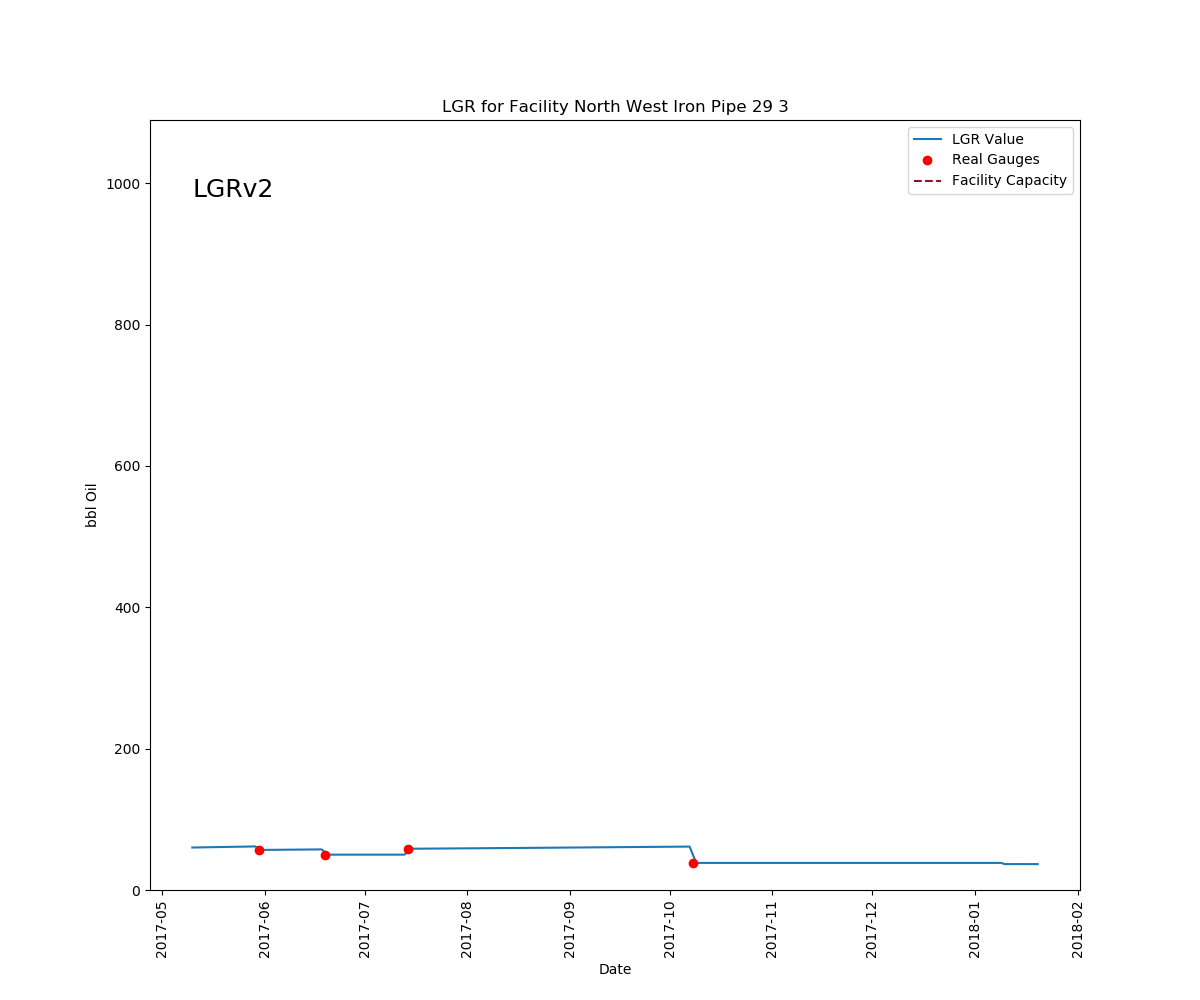 LGR for Facility North West Iron Pipe 29 3
LGR Value
Real Gauges
Facility Capacity
LGRv2
1000
800
600
400
200
0
bbl Oil
2017-05
2017-06
2017-07
2017-08
2017-09
2017-10
2017-11
2017-12
2018-01
2018-02
Date